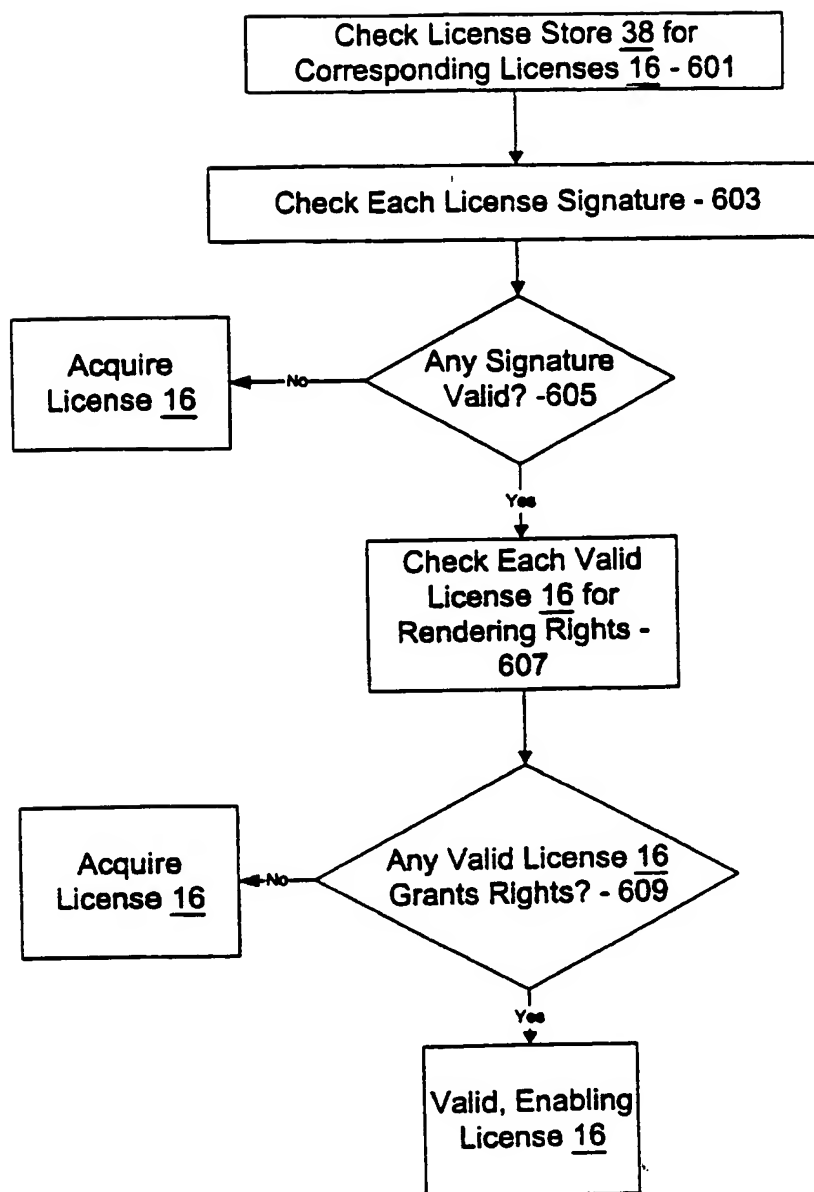 Check License Store 38 for
Corresponding Licenses 16 - 601
Check Each License Signature - 603
Any Signature
Valid? -605
No
Acquire
License 16
Yes
Check Each Valid
License 16 for
Rendering Rights -
607
Any Valid License 16
Grants Rights? - 609
No
Acquire
License 16
Yes
Valid, Enabling
License 16